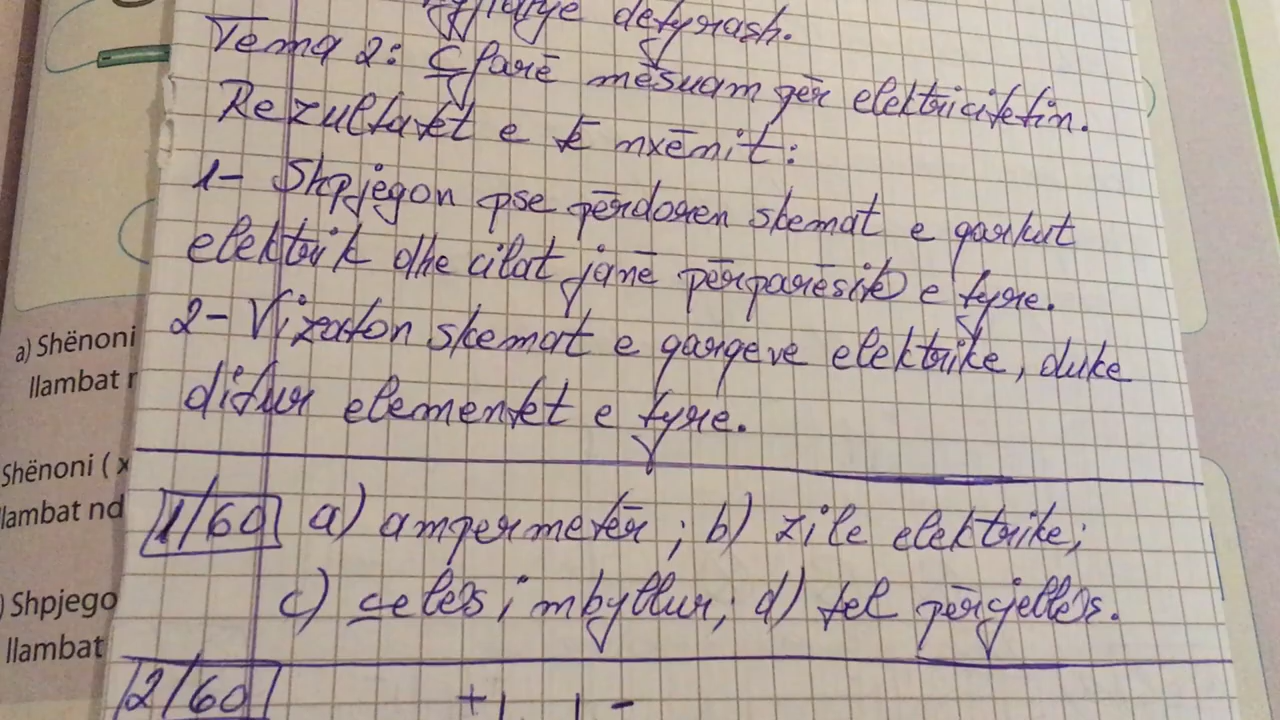 detyrash.
Tema 2: Çfarë mësuam për elektricitetin.
Rezultatet e të nxënit:
1- Shpjegon pse përdoren skemat e qarkut
elektrik dhe cilat janë përparësitë e tyre.
2- Vizaton skemat e qarqeve elektrike, duke
ditur elementet e tyre.
a) Shënoni
llambat
Shënoni ( x
1/60 a) ampermetër; b) zile elektrike;
llambat nd
c) çelës i mbyllur; d) tel përcjellës.
) Shpjego
llambat
2/60 + -